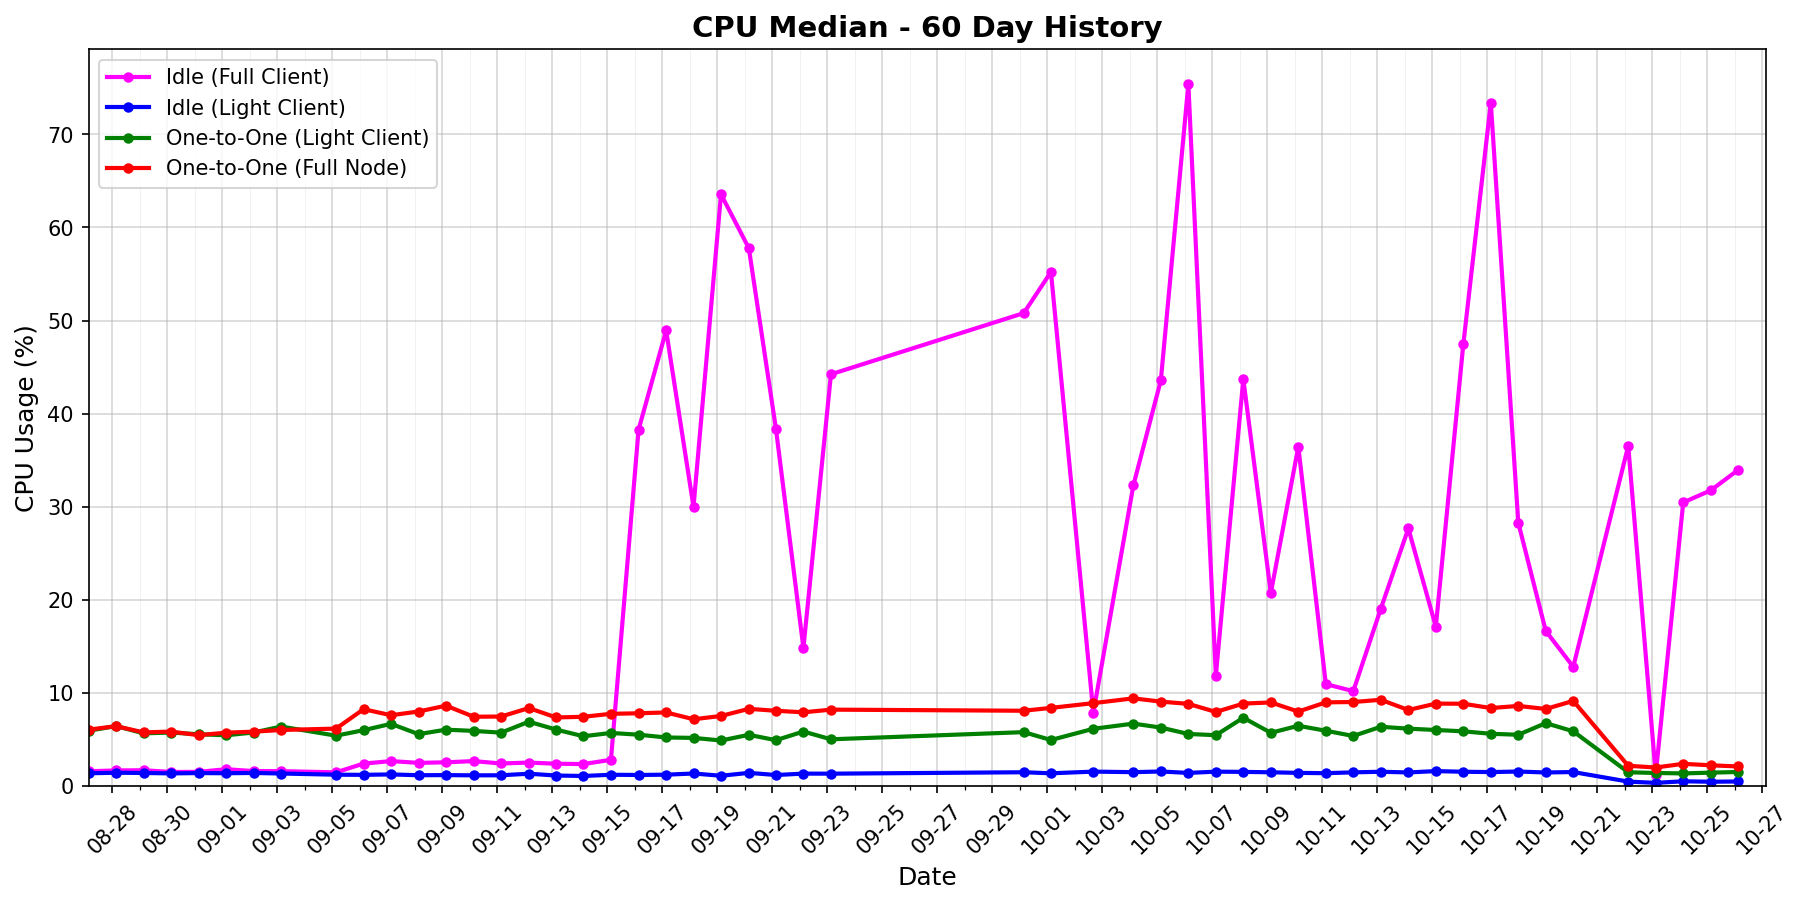 CPU Median - 60 Day History
Idle (Full Client)
Idle (Light Client)
One-to-One (Light Client)
One-to-One (Full Node)
CPU Usage (%)
70
60
50
40
30
20
10
0
08-28 08-30 09-01 09-03 09-05 09-07 09-09 09-11 09-13 09-15 09-17 09-19 09-21 09-23 09-25 09-27 09-29 10-01 10-03 10-05 10-07 10-09 10-11 10-13 10-15 10-17 10-19 10-21 10-23 10-25 10-27
Date